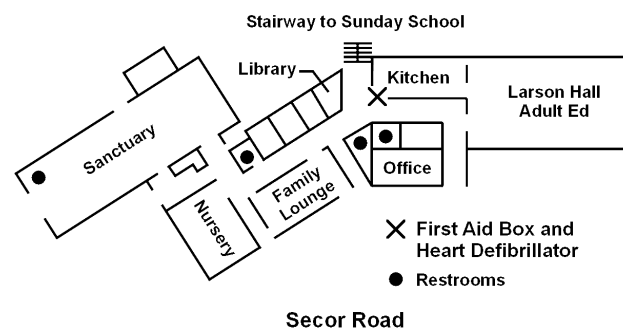 Stairway to Sunday School
Library
Kitchen
Larson Hall
Adult Ed
Sanctuary
Family
Lounge
Office
Nursery
First Aid Box and
Heart Defibrillator
Restrooms
Secor Road